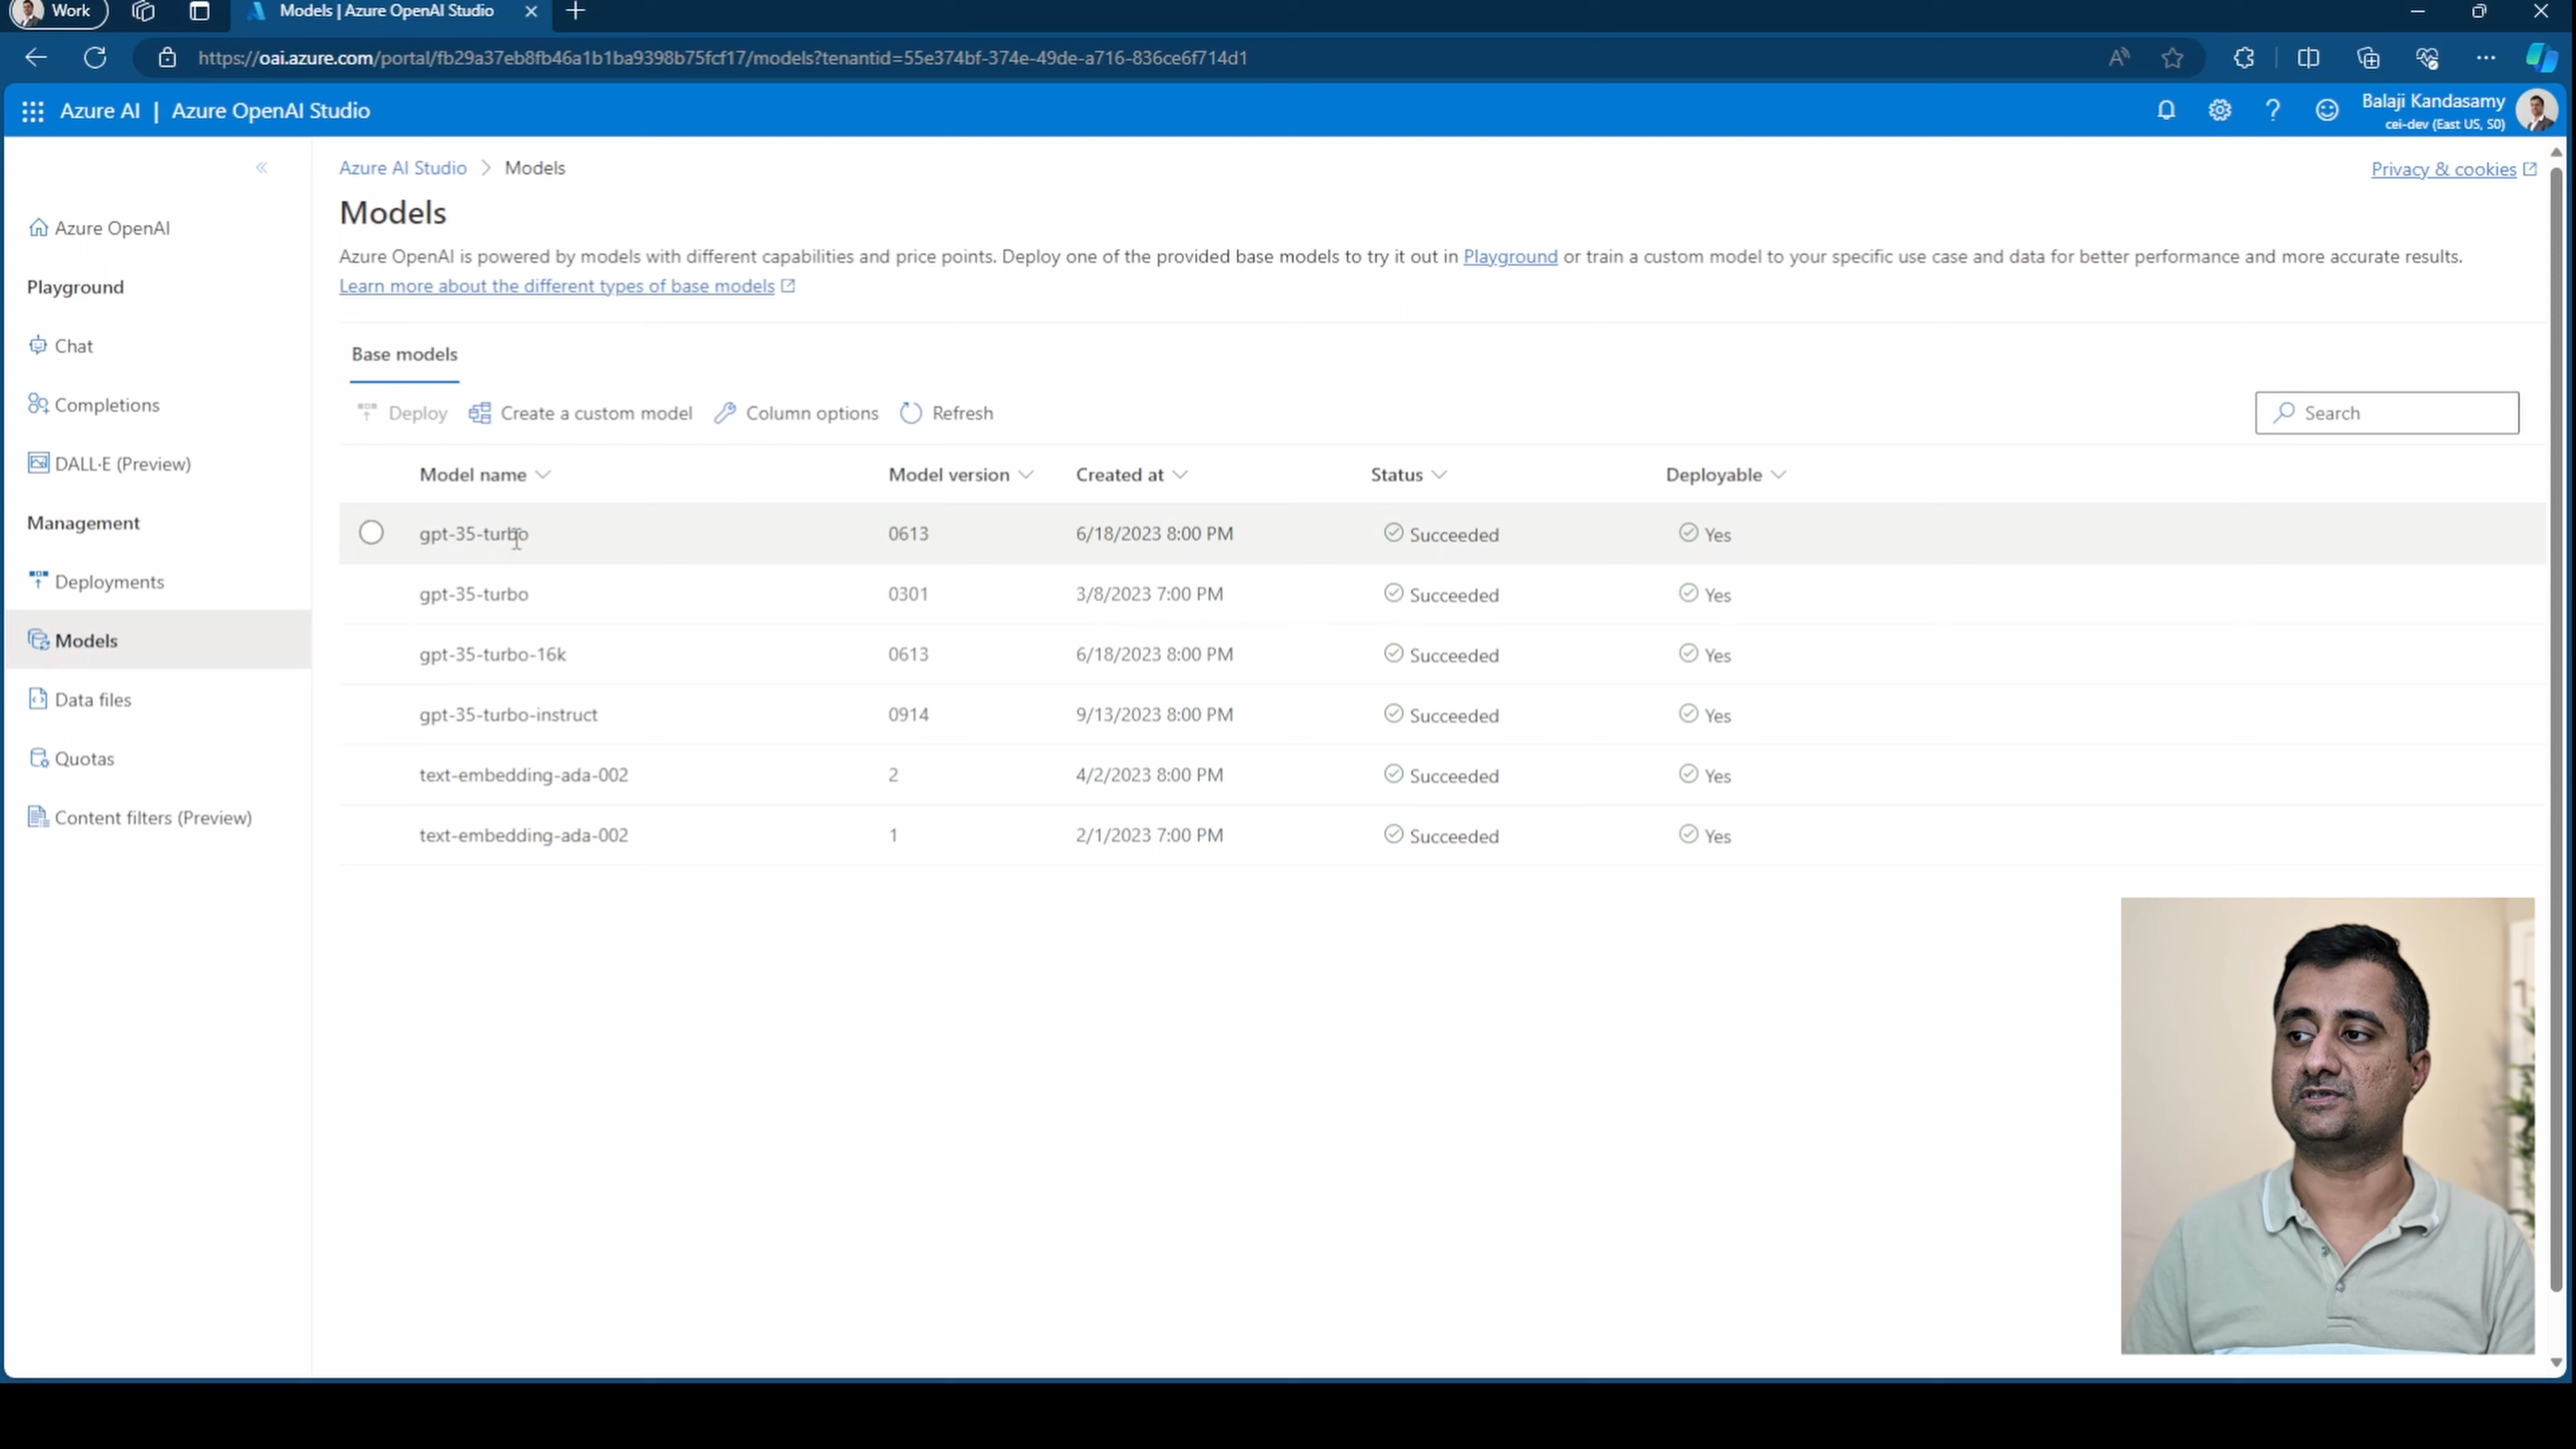 Work
Models | Azure OpenAI Studio
https://oai.azure.com/portal/fb29a37eb8fb46a1b1ba9398b75fcf17/models?tenantid=55e374bf-374e-49de-a716-836ce6f714d1
Azure AI | Azure OpenAI Studio
Balaji Kandasamy
cei-dev (East US, S0)
Azure AI Studio > Models
Privacy & cookies
Models
Azure OpenAI is powered by models with different capabilities and price points. Deploy one of the provided base models to try it out in Playground or train a custom model to your specific use case and data for better performance and more accurate results.
Learn more about the different types of base models
Azure OpenAI
Playground
Chat
Completions
DALL·E (Preview)
Management
Deployments
Models
Data files
Quotas
Content filters (Preview)
Base models
Deploy Create a custom model Column options Refresh Search
Model name Model version Created at Status Deployable
gpt-35-turbo 0613 6/18/2023 8:00 PM Succeeded Yes
gpt-35-turbo 0301 3/8/2023 7:00 PM Succeeded Yes
gpt-35-turbo-16k 0613 6/18/2023 8:00 PM Succeeded Yes
gpt-35-turbo-instruct 0914 9/13/2023 8:00 PM Succeeded Yes
text-embedding-ada-002 2 4/2/2023 8:00 PM Succeeded Yes
text-embedding-ada-002 1 2/1/2023 7:00 PM Succeeded Yes